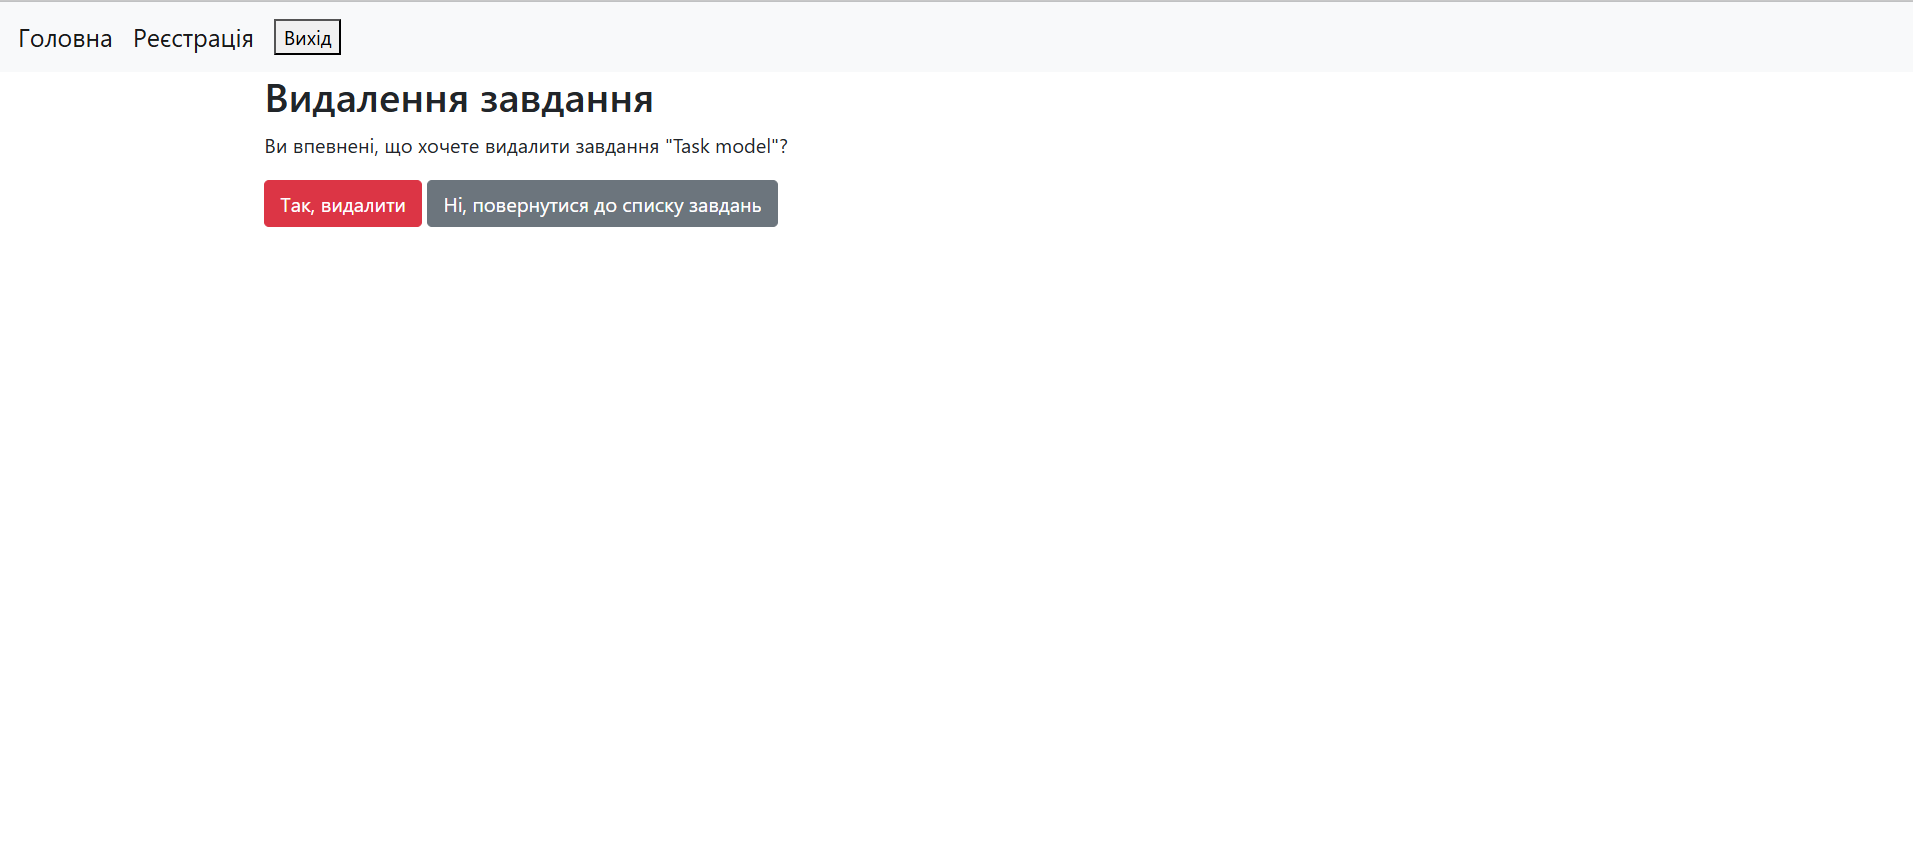 Головна Реєстрація Вихід
Видалення завдання
Ви впевнені, що хочете видалити завдання "Task model"?
Так, видалити Ні, повернутися до списку завдань